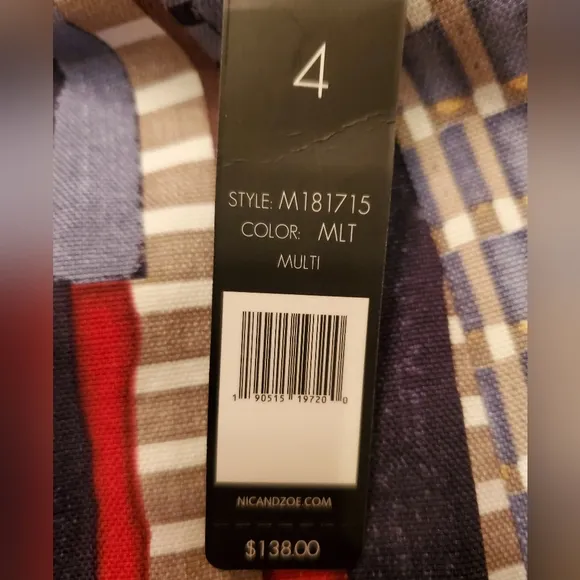 4
STYLE: M181715
COLOR: MLT
MULTI
1 90515 19720 0
NICANDZOE.COM
$138.00